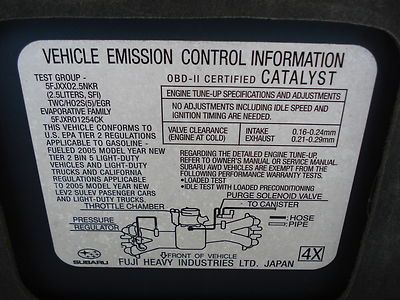 VEHICLE EMISSION CONTROL INFORMATION
TEST GROUP -
5FJXX02.5NKR
(2.5LITERS, SFI)
TWC/HO2S(5)/EGR
EVAPORATIVE FAMILY
5FJXR01254CK
THIS VEHICLE CONFORMS TO
U.S. EPA TIER 2 REGULATIONS
APPLICABLE TO GASOLINE -
FUELED 2005 MODEL YEAR NEW
TIER 2 BIN 5 LIGHT-DUTY
VEHICLES AND LIGHT-DUTY
TRUCKS AND CALIFORNIA
REGULATIONS APPLICABLE
TO 2005 MODEL YEAR NEW
LEV2 SULEV PASSENGER CARS
AND LIGHT-DUTY TRUCKS.
OBD-II CERTIFIED CATALYST
ENGINE TUNE-UP SPECIFICATIONS AND ADJUSTMENTS
NO ADJUSTMENTS INCLUDING IDLE SPEED AND
IGNITION TIMING ARE NEEDED.
VALVE CLEARANCE INTAKE 0.16-0.24mm
(ENGINE AT COLD) EXHAUST 0.21-0.29mm
REGARDING THE DETAILED ENGINE TUNE-UP,
REFER TO OWNER'S MANUAL OR SERVICE MANUAL.
SUBARU AWD VEHICLES ARE EXEMPT FROM THE
FOLLOWING PERFORMANCE WARRANTY TESTS.
*LOADED TEST
*IDLE TEST WITH LOADED PRECONDITIONING
PURGE SOLENOID VALVE
THROTTLE CHAMBER
TO CANISTER
PRESSURE
REGULATOR
HOSE
PIPE
SUBARU
FRONT OF VEHICLE
FUJI HEAVY INDUSTRIES LTD. JAPAN
4X